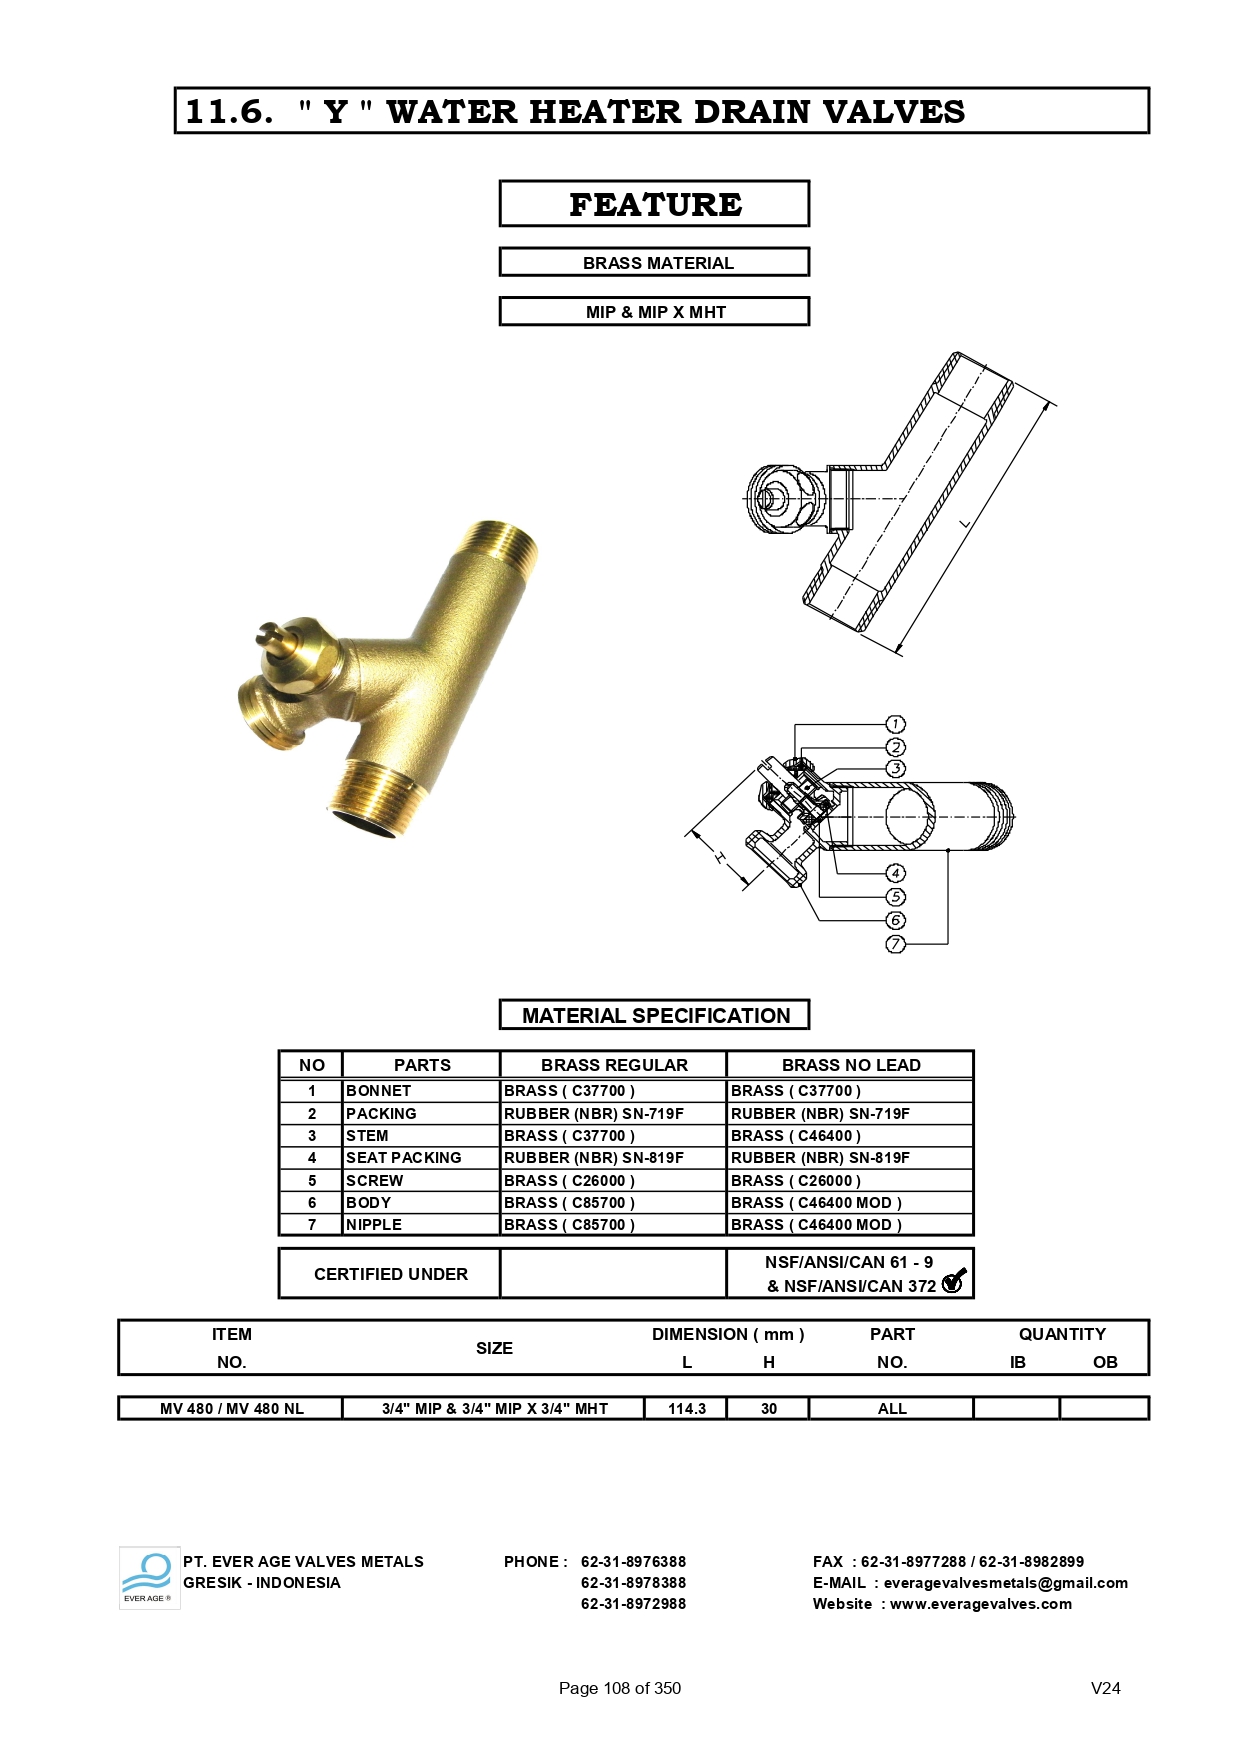 11.6. " Y " WATER HEATER DRAIN VALVES
FEATURE
BRASS MATERIAL
MIP & MIP X MHT
L
1
2
3
H
4
5
6
7
MATERIAL SPECIFICATION
NO PARTS BRASS REGULAR BRASS NO LEAD
1 BONNET BRASS ( C37700 ) BRASS ( C37700 )
2 PACKING RUBBER (NBR) SN-719F RUBBER (NBR) SN-719F
3 STEM BRASS ( C37700 ) BRASS ( C46400 )
4 SEAT PACKING RUBBER (NBR) SN-819F RUBBER (NBR) SN-819F
5 SCREW BRASS ( C26000 ) BRASS ( C26000 )
6 BODY BRASS ( C85700 ) BRASS ( C46400 MOD )
7 NIPPLE BRASS ( C85700 ) BRASS ( C46400 MOD )
CERTIFIED UNDER NSF/ANSI/CAN 61 - 9
& NSF/ANSI/CAN 372
ITEM SIZE DIMENSION ( mm ) PART QUANTITY
NO. L H NO. IB OB
MV 480 / MV 480 NL 3/4" MIP & 3/4" MIP X 3/4" MHT 114.3 30 ALL
PT. EVER AGE VALVES METALS PHONE : 62-31-8976388 FAX : 62-31-8977288 / 62-31-8982899
GRESIK - INDONESIA 62-31-8978388 E-MAIL : everagevalvesmetals@gmail.com
EVER AGE ® 62-31-8972988 Website : www.everagevalves.com
Page 108 of 350 V24